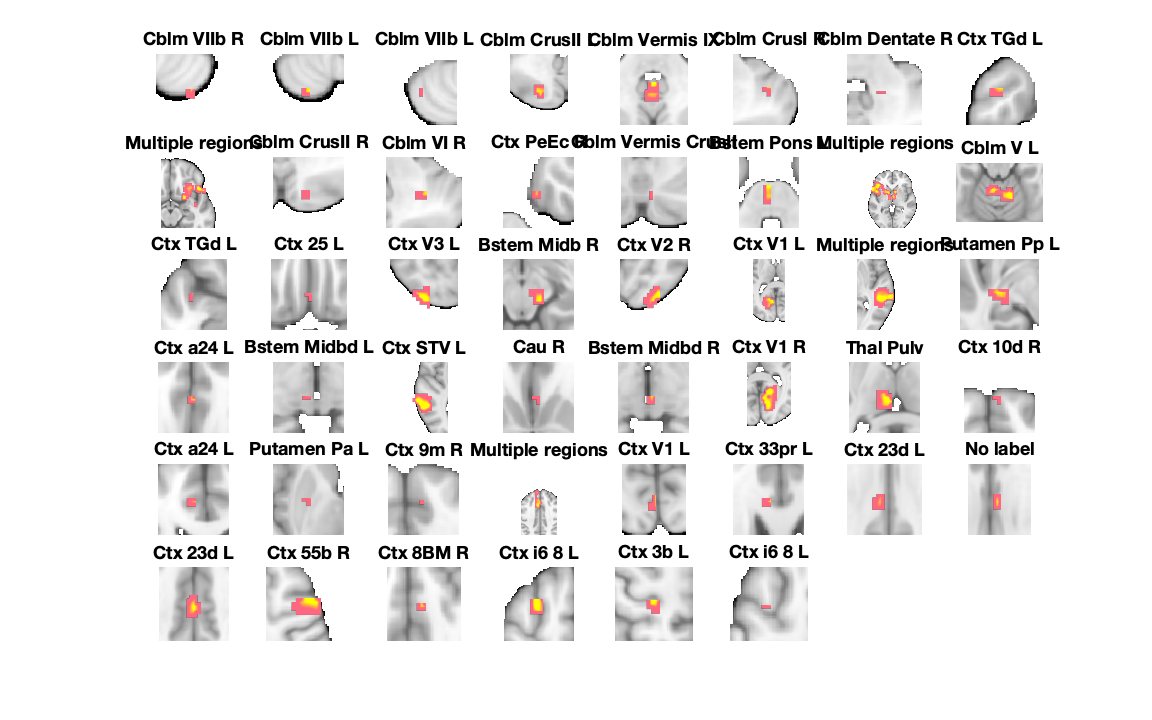 Cblm VIIb R
Cblm VIIb L
Cblm VIIb L
Cblm CrusII L
Cblm Vermis IX
Cblm CrusI R
Cblm Dentate R
Ctx TGd L
Multiple regions
Cblm CrusII R
Cblm VI R
Ctx PeEc R
Cblm Vermis CrusII
Bstem Pons
Multiple regions
Cblm V L
Ctx TGd L
Ctx 25 L
Ctx V3 L
Bstem Midb R
Ctx V2 R
Ctx V1 L
Multiple regions
Putamen Pp L
Ctx a24 L
Bstem Midbd L
Ctx STV L
Cau R
Bstem Midbd R
Ctx V1 R
Thal Pulv
Ctx 10d R
Ctx a24 L
Putamen Pa L
Ctx 9m R
Multiple regions
Ctx V1 L
Ctx 33pr L
Ctx 23d L
No label
Ctx 23d L
Ctx 55b R
Ctx 8BM R
Ctx i6 8 L
Ctx 3b L
Ctx i6 8 L